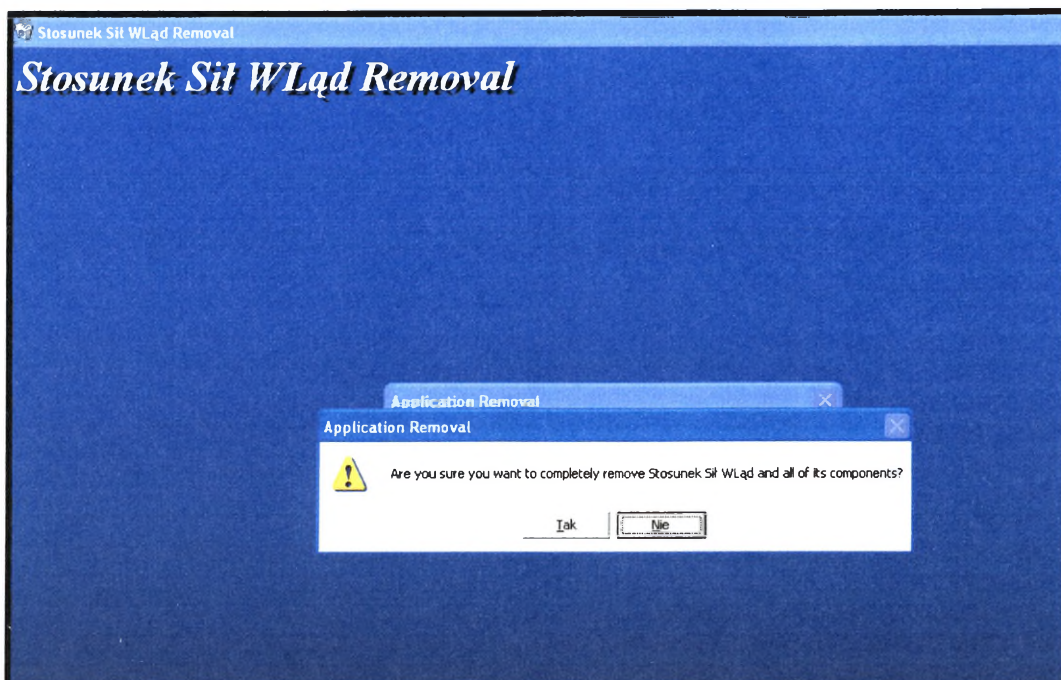 Stosunek Sił WLąd Removal
Stosunek Sił WLąd Removal
Application Removal
Application Removal
Are you sure you want to completely remove Stosunek Sił WLąd and all of its components?
Tak
Nie